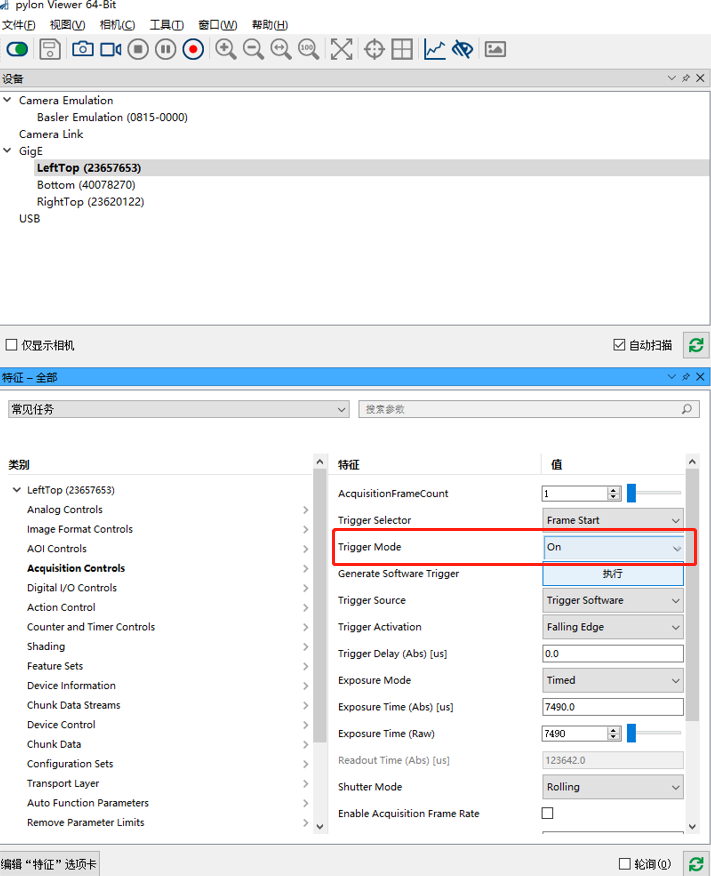 pylon Viewer 64-Bit
文件(F) 视图(V) 相机(C) 工具(T) 窗口(W) 帮助(H)
100
设备
Camera Emulation
Basler Emulation (0815-0000)
Camera Link
GigE
LeftTop (23657653)
Bottom (40078270)
RightTop (23620122)
USB
仅显示相机 自动扫描
特征 – 全部
常见任务 搜索参数
类别 特征 值
LeftTop (23657653)
Analog Controls
Image Format Controls
AOI Controls
Acquisition Controls
Digital I/O Controls
Action Control
Counter and Timer Controls
Shading
Feature Sets
Device Information
Chunk Data Streams
Device Control
Chunk Data
Configuration Sets
Transport Layer
Auto Function Parameters
Remove Parameter Limits
AcquisitionFrameCount 1
Trigger Selector Frame Start
Trigger Mode On
Generate Software Trigger 执行
Trigger Source Trigger Software
Trigger Activation Falling Edge
Trigger Delay (Abs) [us] 0.0
Exposure Mode Timed
Exposure Time (Abs) [us] 7490.0
Exposure Time (Raw) 7490
Readout Time (Abs) [us] 123642.0
Shutter Mode Rolling
Enable Acquisition Frame Rate
编辑“特征”选项卡 轮询(Q)